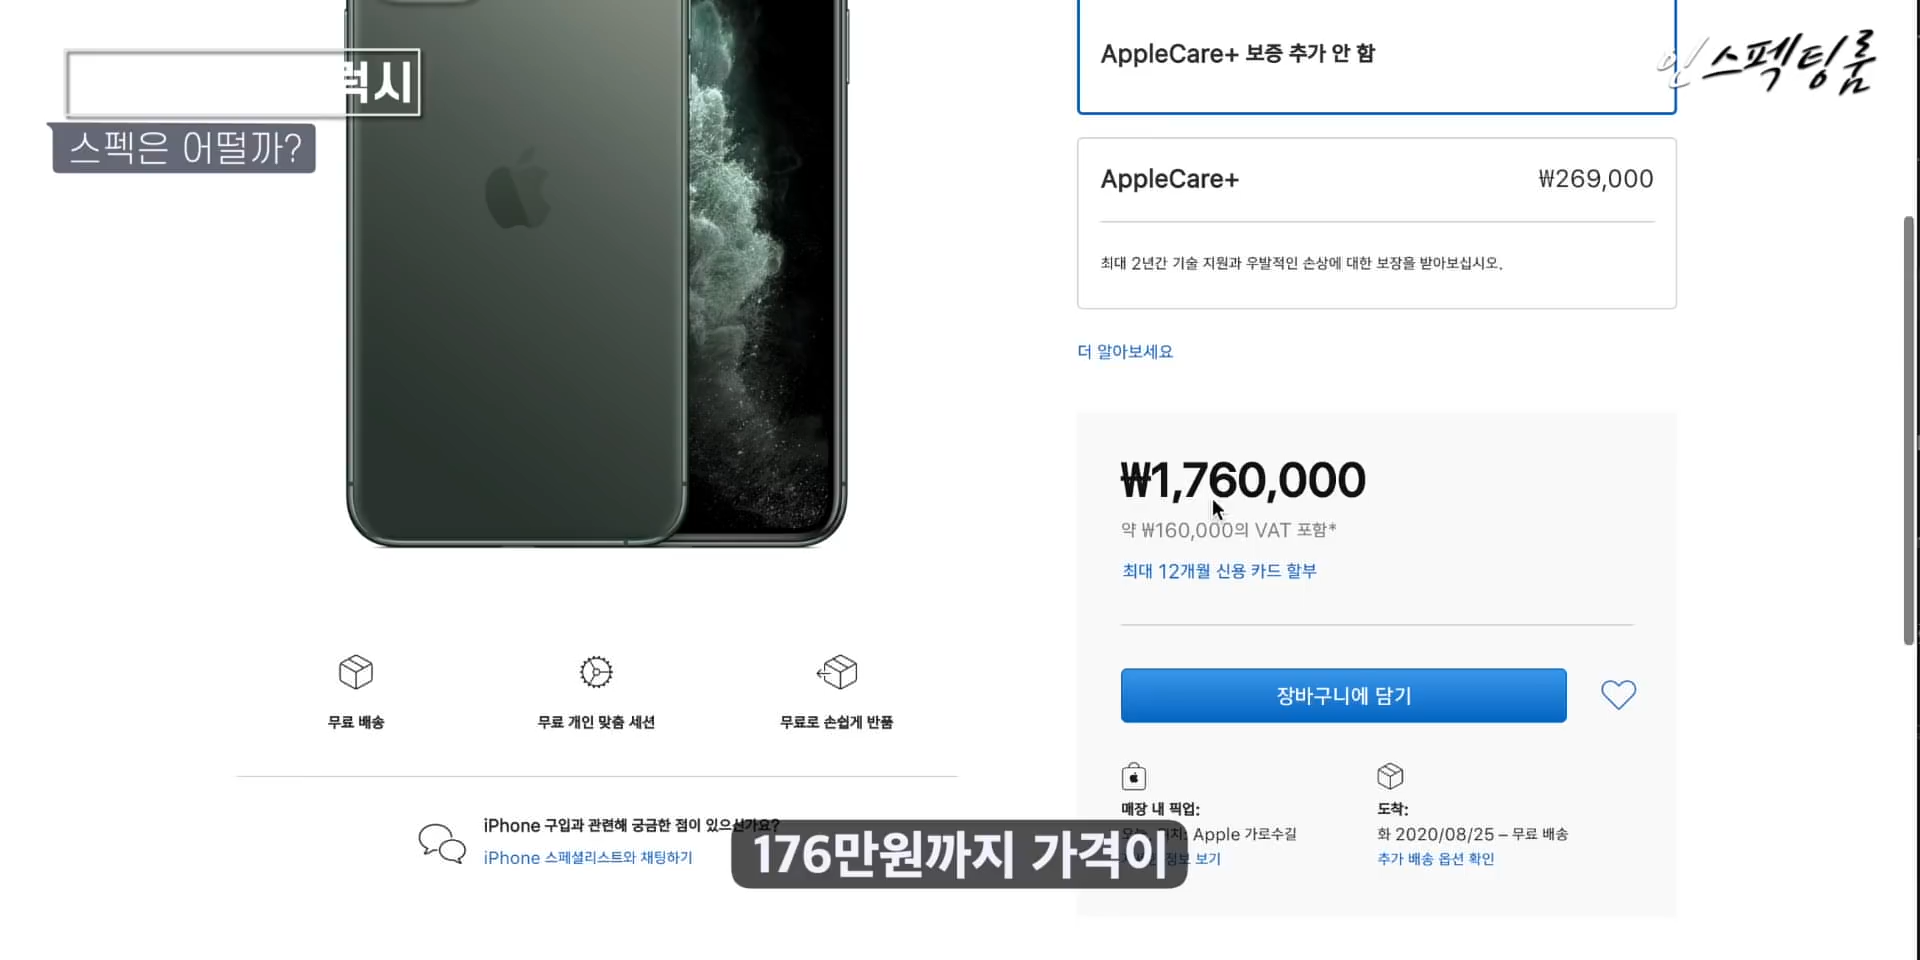 럭시
스펙은 어떨까?
인스펙팅룸
AppleCare+ 보증 추가 안 함
AppleCare+
₩269,000
최대 2년간 기술 지원과 우발적인 손상에 대한 보장을 받아보십시오.
더 알아보세요
₩1,760,000
약 ₩160,000의 VAT 포함*
최대 12개월 신용 카드 할부
장바구니에 담기
무료 배송
무료 개인 맞춤 세션
무료로 손쉽게 반품
iPhone 구입과 관련해 궁금한 점이 있으신가요?
iPhone 스페셜리스트와 채팅하기
매장 내 픽업:
Apple 가로수길
보기
도착:
화 2020/08/25 – 무료 배송
추가 배송 옵션 확인
176만원까지 가격이